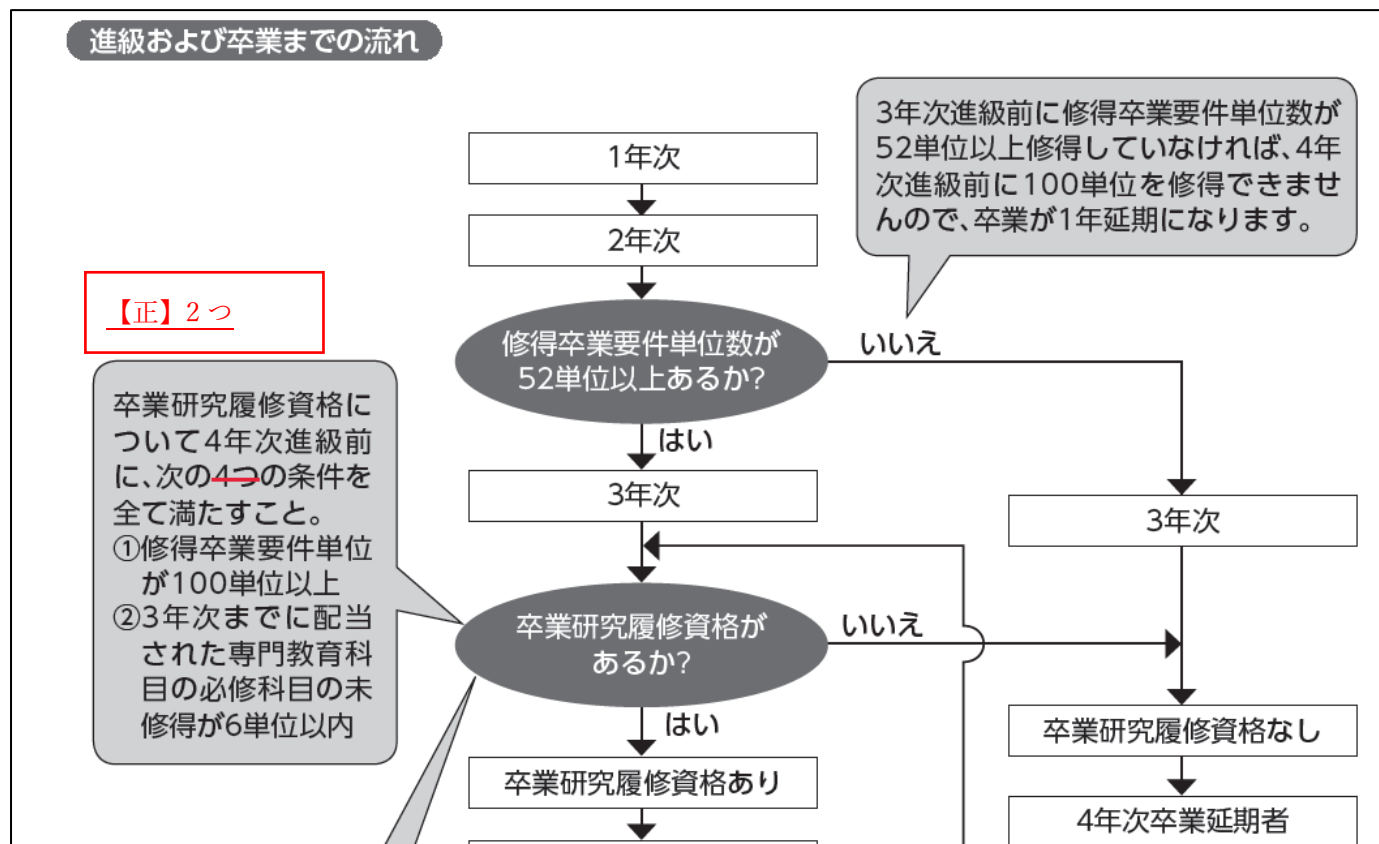 進級および卒業までの流れ
3年次進級前に修得卒業要件単位数が
52単位以上修得していなければ、4年
次進級前に100単位を修得できませ
んので、卒業が1年延期になります。
1年次
2年次
【正】2つ
修得卒業要件単位数が
52単位以上あるか?
いいえ
はい
卒業研究履修資格に
ついて4年次進級前
に、次の4つの条件を
全て満たすこと。
①修得卒業要件単位
が100単位以上
②3年次までに配当
された専門教育科
目の必修科目の未
修得が6単位以内
3年次
3年次
卒業研究履修資格が
あるか?
いいえ
はい
卒業研究履修資格あり
卒業研究履修資格なし
4年次卒業延期者